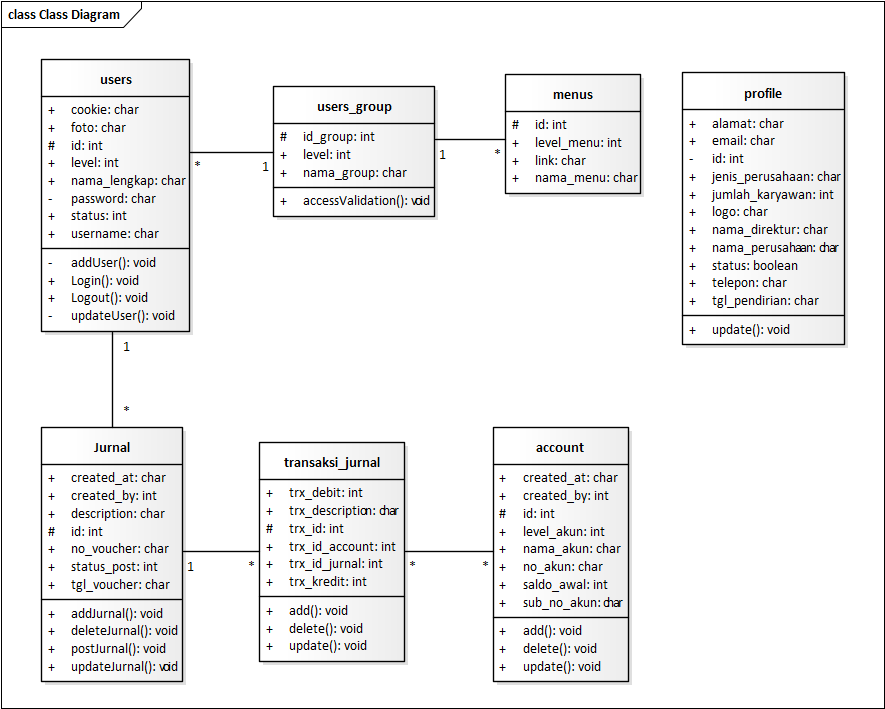 class Class Diagram
users
+ cookie: char
+ foto: char
# id: int
+ level: int
+ nama_lengkap: char
- password: char
+ status: int
+ username: char
- addUser(): void
+ Login(): void
+ Logout(): void
- updateUser(): void
* 1
users_group
# id_group: int
+ level: int
+ nama_group: char
+ accessValidation(): void
1 *
menus
# id: int
+ level_menu: int
+ link: char
+ nama_menu: char
profile
+ alamat: char
+ email: char
- id: int
+ jenis_perusahaan: char
+ jumlah_karyawan: int
+ logo: char
+ nama_direktur: char
+ nama_perusahaan: char
+ status: boolean
+ telepon: char
+ tgl_pendirian: char
+ update(): void
1
*
Jurnal
+ created_at: char
+ created_by: int
+ description: char
# id: int
+ no_voucher: char
+ status_post: int
+ tgl_voucher: char
+ addJurnal(): void
+ deleteJurnal(): void
+ postJurnal(): void
+ updateJurnal(): void
1 *
transaksi_jurnal
+ trx_debit: int
+ trx_description: char
# trx_id: int
+ trx_id_account: int
+ trx_id_jurnal: int
+ trx_kredit: int
+ add(): void
+ delete(): void
+ update(): void
* *
account
+ created_at: char
+ created_by: int
# id: int
+ level_akun: int
+ nama_akun: char
+ no_akun: char
+ saldo_awal: int
+ sub_no_akun: char
+ add(): void
+ delete(): void
+ update(): void